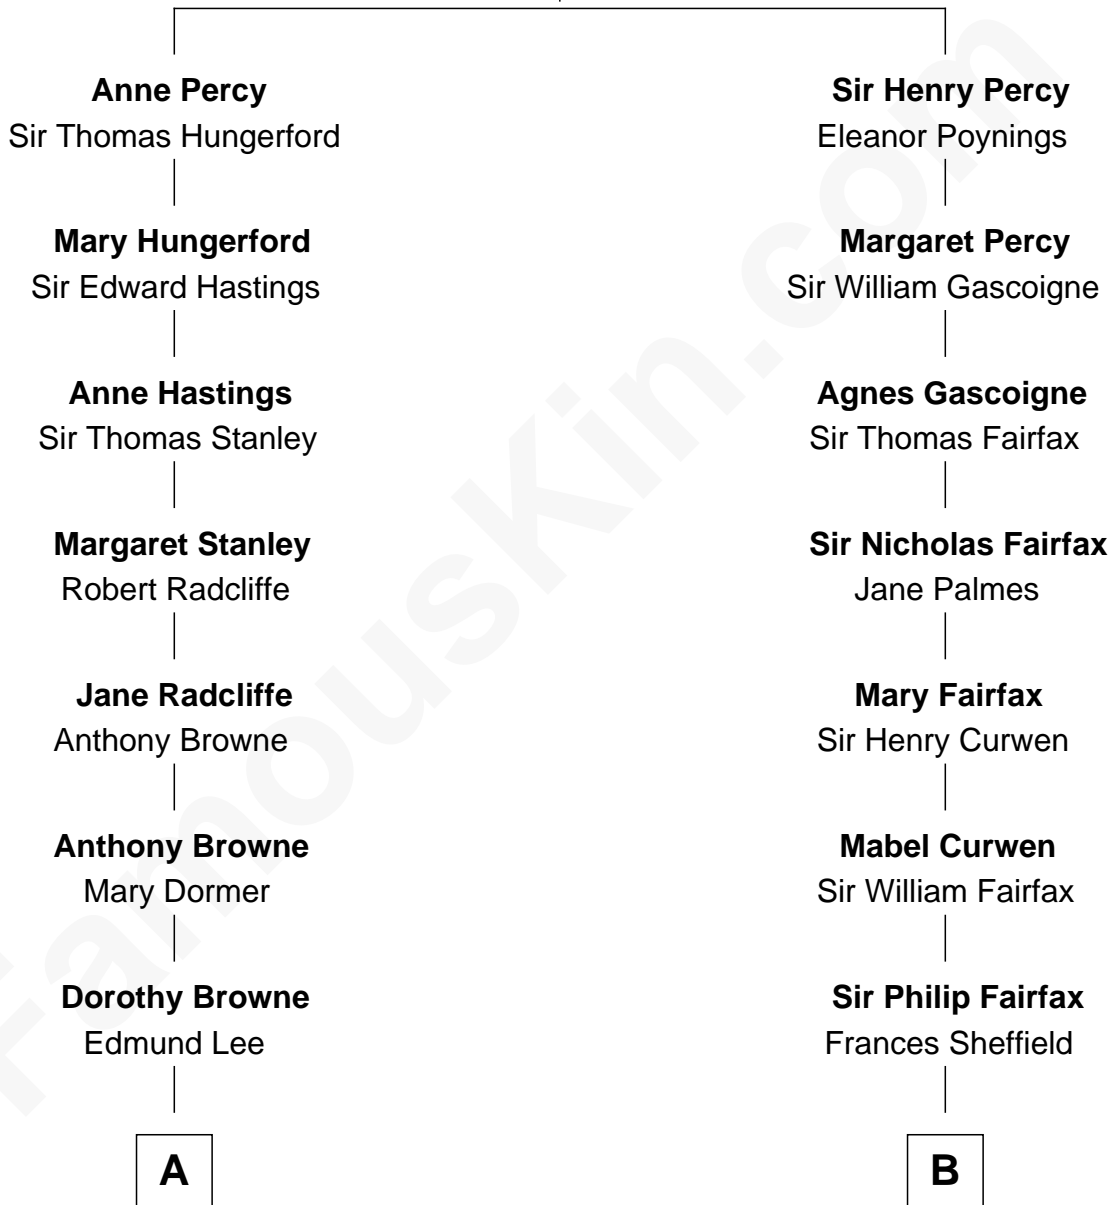 Anne Percy
Sir Thomas Hungerford
Mary Hungerford
Sir Edward Hastings
Anne Hastings
Sir Thomas Stanley
Margaret Stanley
Robert Radcliffe
Jane Radcliffe
Anthony Browne
Anthony Browne
Mary Dormer
Dorothy Browne
Edmund Lee
A
Sir Henry Percy
Eleanor Poynings
Margaret Percy
Sir William Gascoigne
Agnes Gascoigne
Sir Thomas Fairfax
Sir Nicholas Fairfax
Jane Palmes
Mary Fairfax
Sir Henry Curwen
Mabel Curwen
Sir William Fairfax
Sir Philip Fairfax
Frances Sheffield
B
FamousKin.com